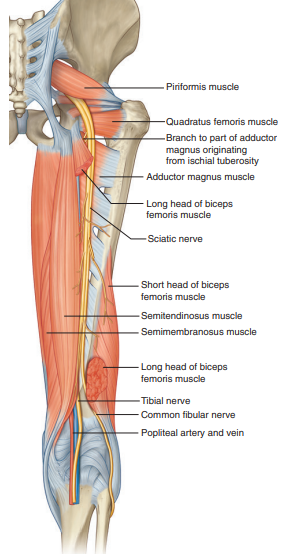 Piriformis muscle
Quadratus femoris muscle
Branch to part of adductor
magnus originating
from ischial tuberosity
Adductor magnus muscle
Long head of biceps
femoris muscle
Sciatic nerve
Short head of biceps
femoris muscle
Semitendinosus muscle
Semimembranosus muscle
Long head of biceps
femoris muscle
Tibial nerve
Common fibular nerve
Popliteal artery and vein